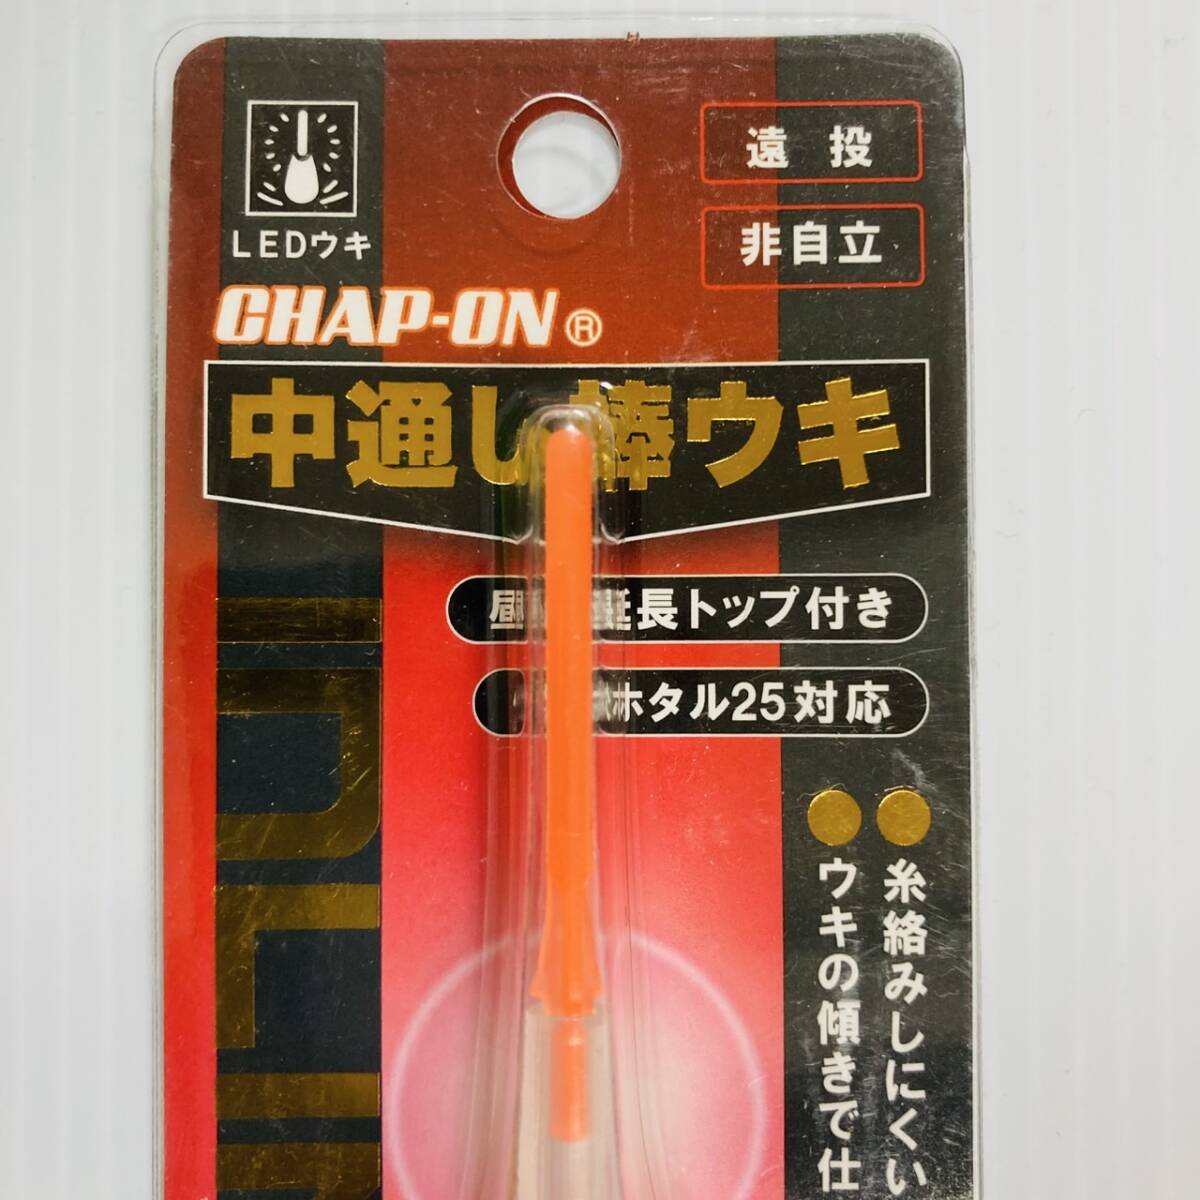 LEDウキ
遠投
非自立
CHAP-ON®
中通し棒ウキ
延長トップ付き
ホタル25対応
糸絡みしにくい
ウキの傾きで仕
INLIN